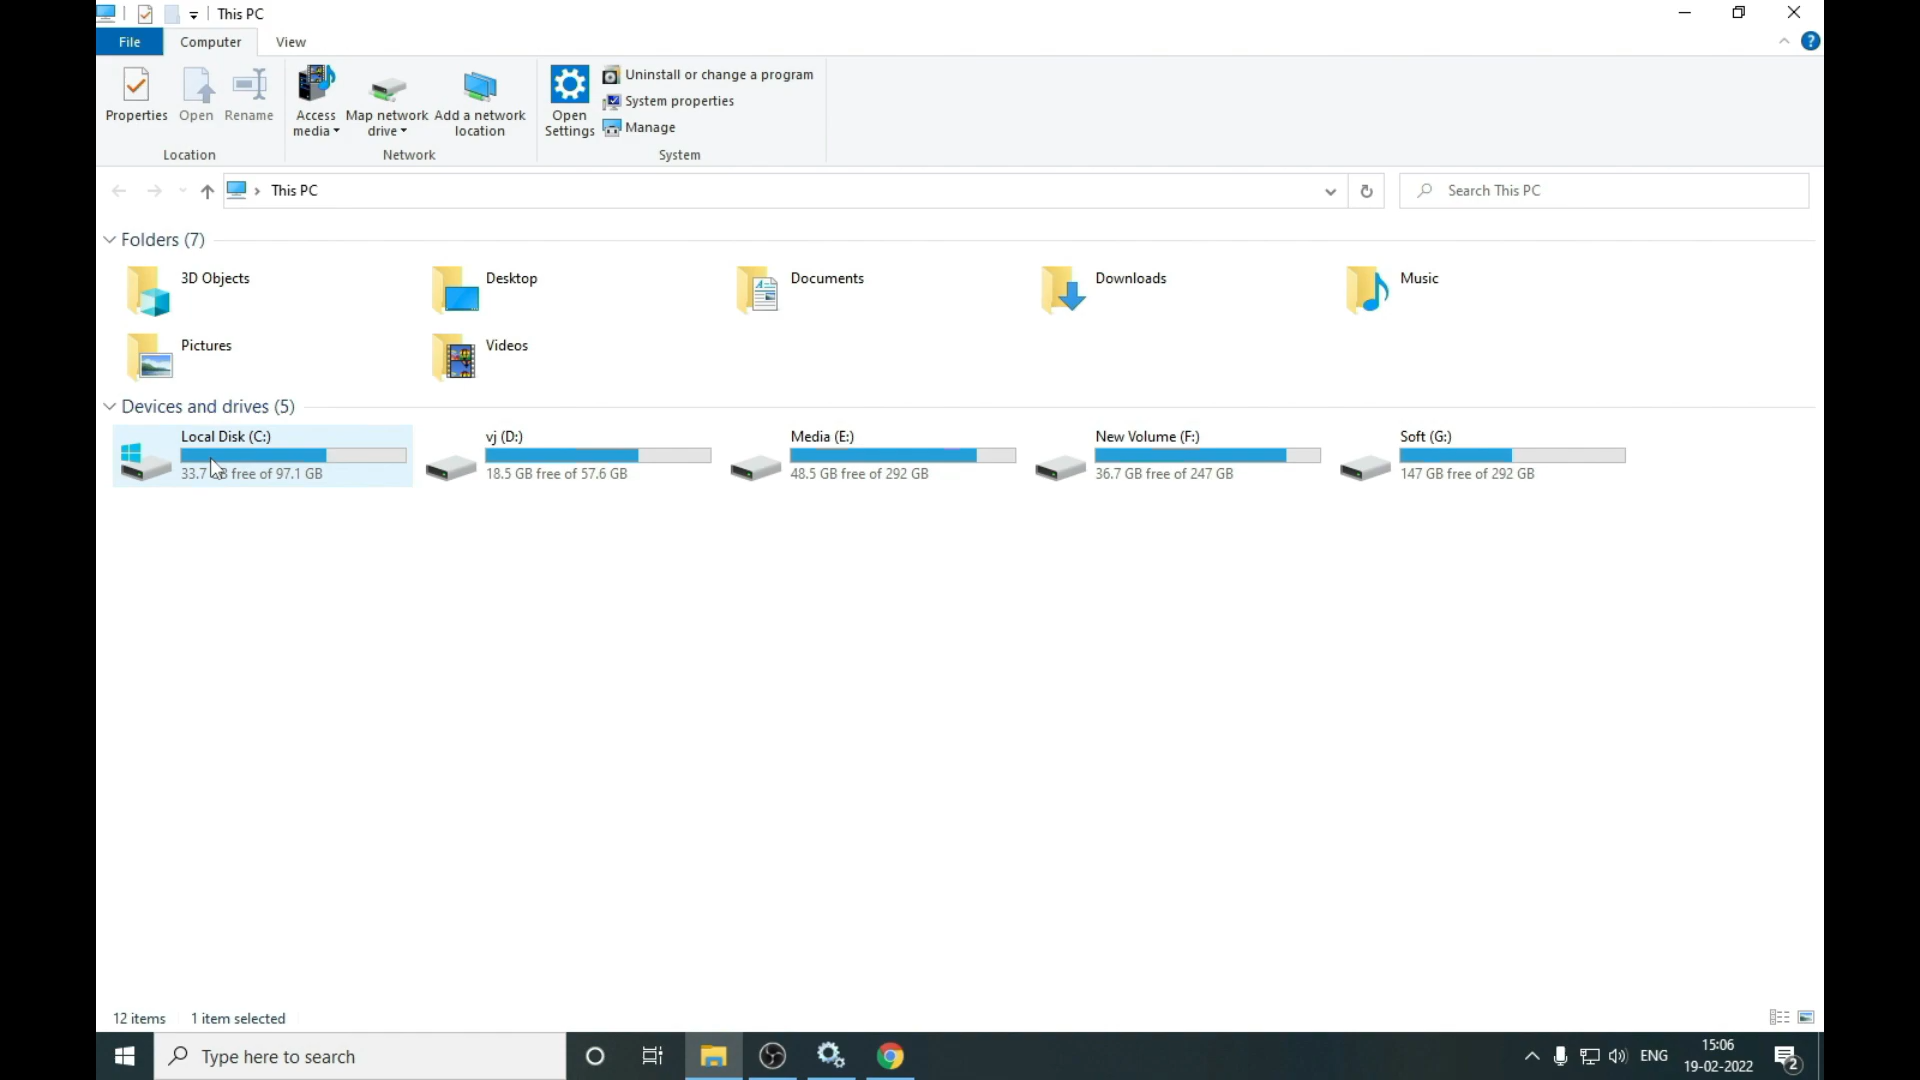 This PC
File Computer View
Properties Open Rename Access media Map network drive Add a network location Open Settings
Uninstall or change a program
System properties
Manage
Location Network System
This PC
Search This PC
Folders (7)
3D Objects Desktop Documents Downloads Music
Pictures Videos
Devices and drives (5)
Local Disk (C:) vj (D:) Media (E:) New Volume (F:) Soft (G:)
33.7 GB free of 97.1 GB 18.5 GB free of 57.6 GB 48.5 GB free of 292 GB 36.7 GB free of 247 GB 147 GB free of 292 GB
12 items 1 item selected
Type here to search
ENG
15:06
19-02-2022
2